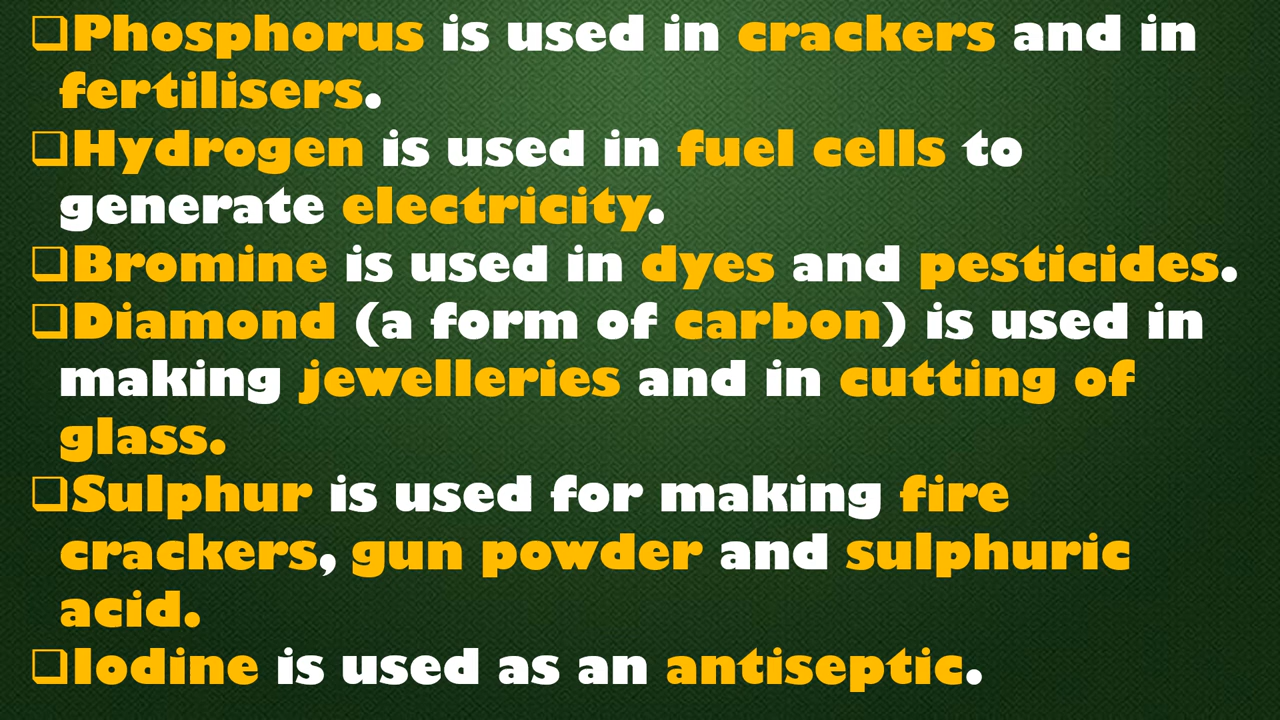 ❑Phosphorus is used in crackers and in
fertilisers.
❑Hydrogen is used in fuel cells to
generate electricity.
❑Bromine is used in dyes and pesticides.
❑Diamond (a form of carbon) is used in
making jewelleries and in cutting of
glass.
❑Sulphur is used for making fire
crackers, gun powder and sulphuric
acid.
❑Iodine is used as an antiseptic.